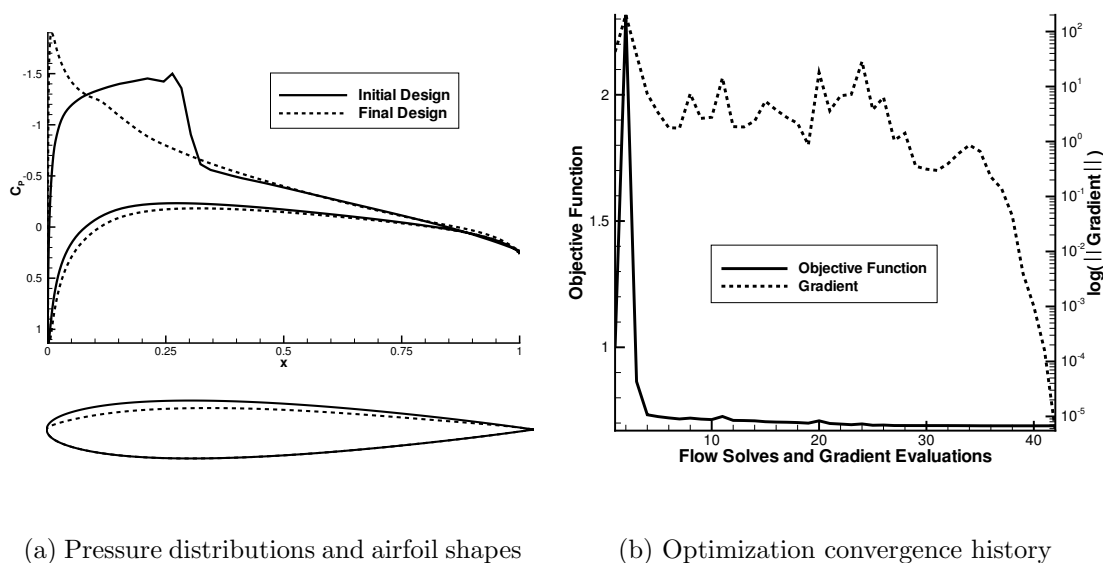 -1.5
-1
-0.5
0
0.5
1
C_P
0
0.25
0.5
0.75
1
x
Initial Design
Final Design
2
1.5
1
Objective Function
10^2
10^1
10^0
10^-1
10^-2
10^-3
10^-4
10^-5
log(||Gradient||)
Objective Function
Gradient
10
20
30
40
Flow Solves and Gradient Evaluations
(a) Pressure distributions and airfoil shapes
(b) Optimization convergence history